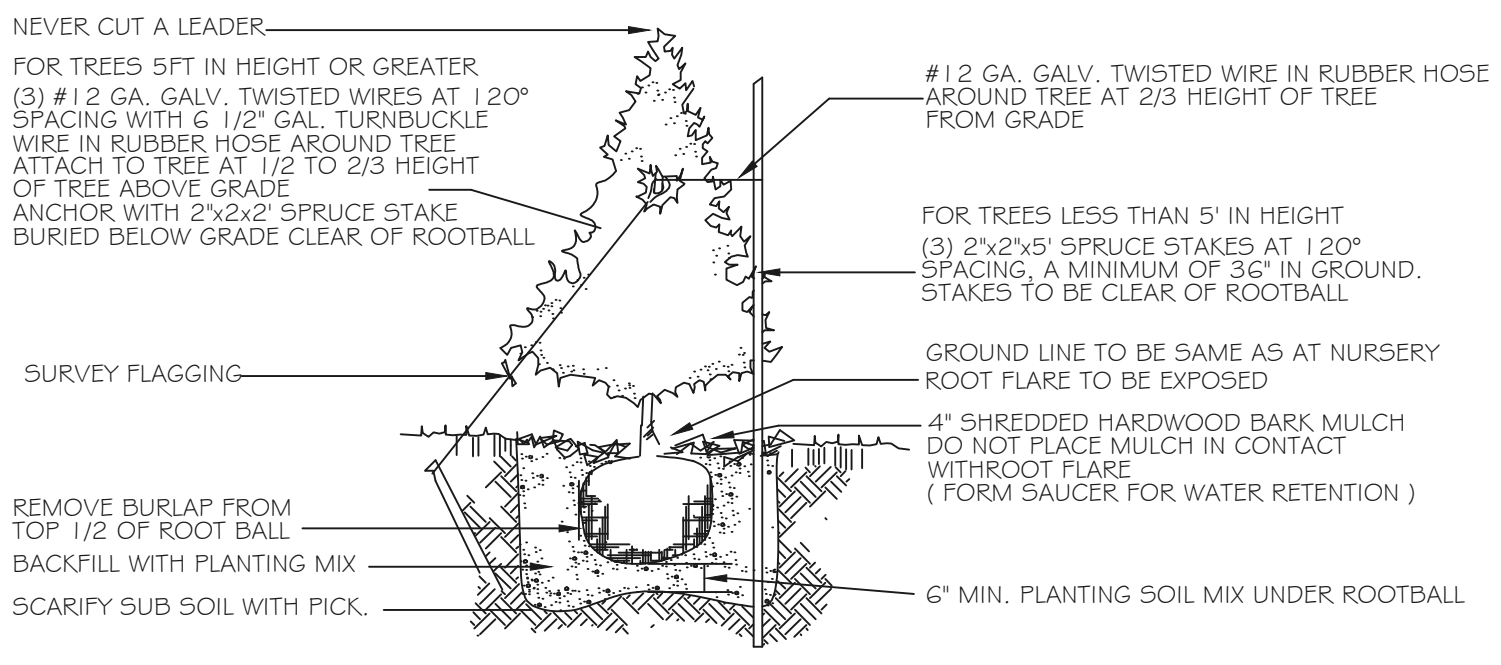 NEVER CUT A LEADER
FOR TREES 5FT IN HEIGHT OR GREATER
(3) #12 GA. GALV. TWISTED WIRES AT 120°
SPACING WITH 6 1/2" GAL. TURNBUCKLE
WIRE IN RUBBER HOSE AROUND TREE
ATTACH TO TREE AT 1/2 TO 2/3 HEIGHT
OF TREE ABOVE GRADE
ANCHOR WITH 2"x2x2' SPRUCE STAKE
BURIED BELOW GRADE CLEAR OF ROOTBALL
SURVEY FLAGGING
REMOVE BURLAP FROM
TOP 1/2 OF ROOT BALL
BACKFILL WITH PLANTING MIX
SCARIFY SUB SOIL WITH PICK.
#12 GA. GALV. TWISTED WIRE IN RUBBER HOSE
AROUND TREE AT 2/3 HEIGHT OF TREE
FROM GRADE
FOR TREES LESS THAN 5' IN HEIGHT
(3) 2"x2"x5' SPRUCE STAKES AT 120°
SPACING, A MINIMUM OF 36" IN GROUND.
STAKES TO BE CLEAR OF ROOTBALL
GROUND LINE TO BE SAME AS AT NURSERY
ROOT FLARE TO BE EXPOSED
4" SHREDDED HARDWOOD BARK MULCH
DO NOT PLACE MULCH IN CONTACT
WITHROOT FLARE
( FORM SAUCER FOR WATER RETENTION )
6" MIN. PLANTING SOIL MIX UNDER ROOTBALL